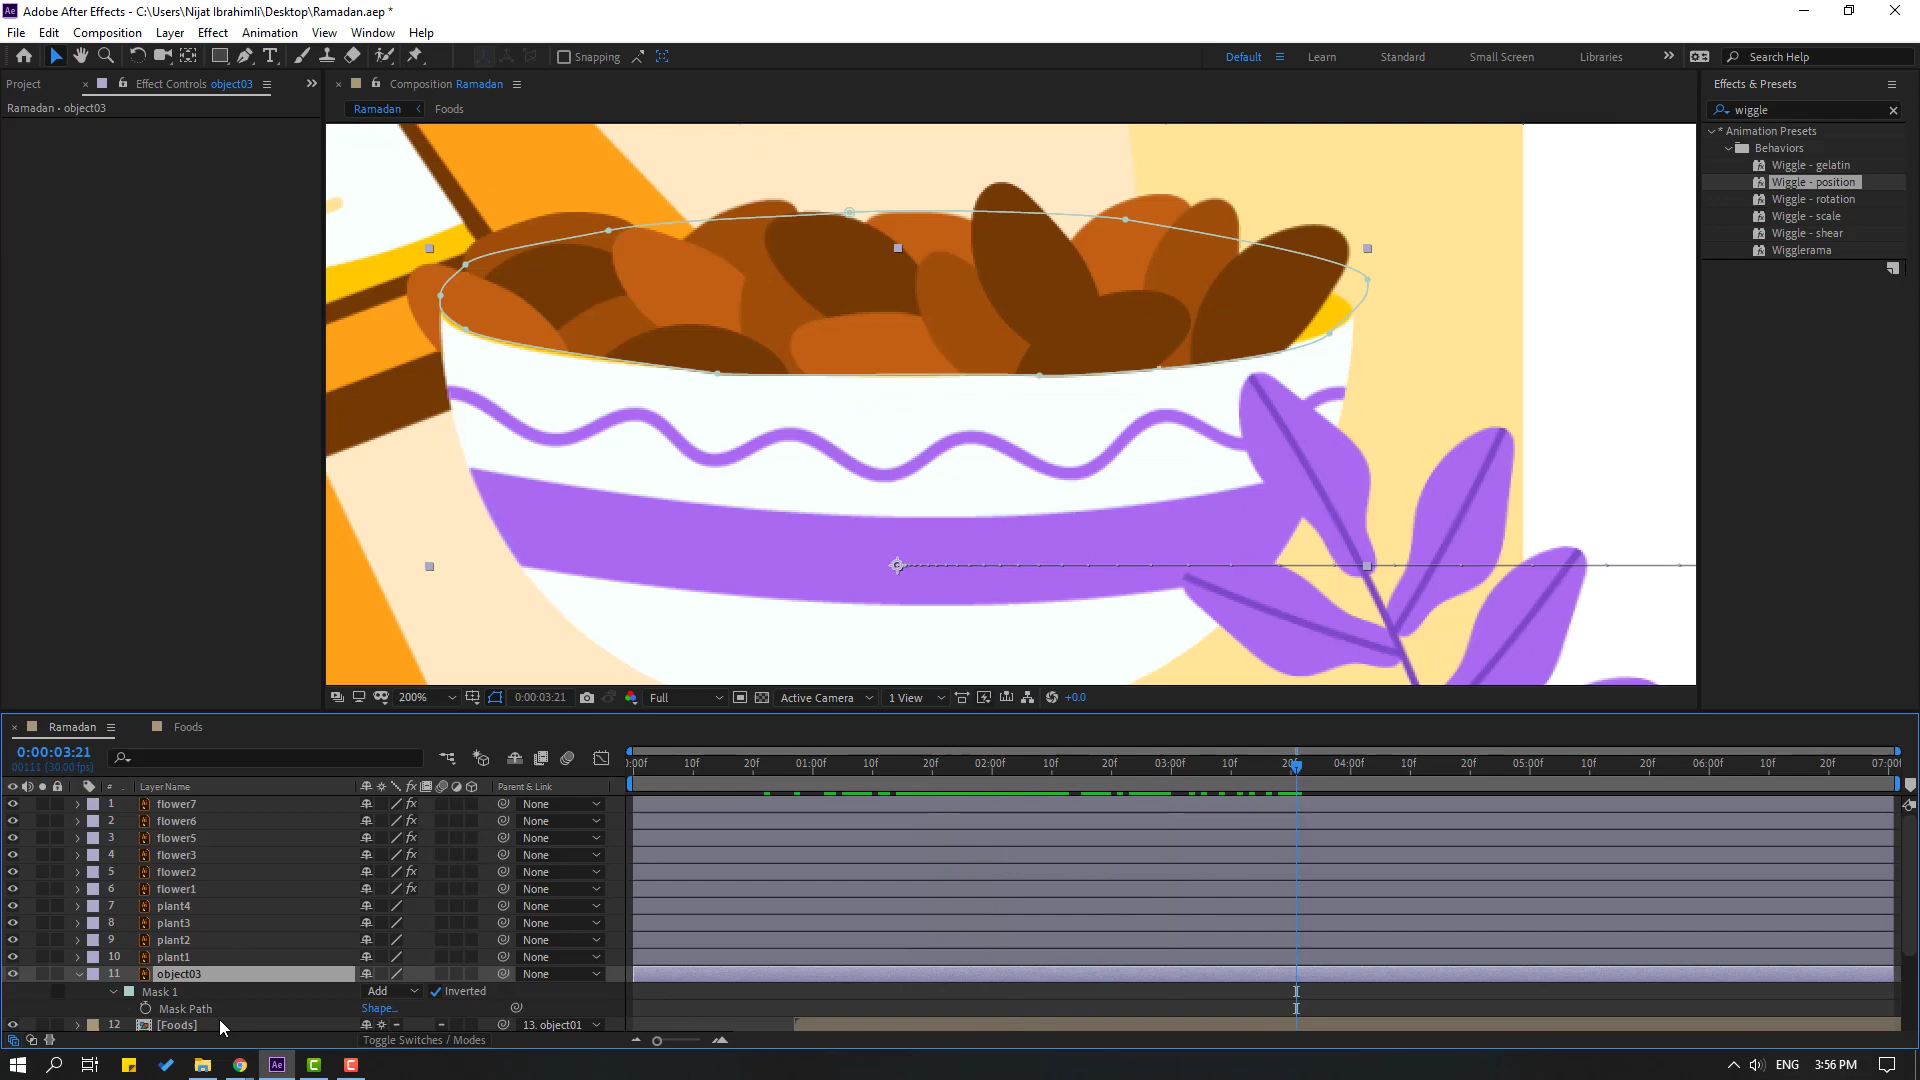 Adobe After Effects - C:\Users\Nijat Ibrahimli\Desktop\Ramadan.aep *
File Edit Composition Layer Effect Animation View Window Help
Snapping
Default Learn Standard Small Screen Libraries Search Help
Project Effect Controls object03
Composition Ramadan
Effects & Presets
Ramadan • object03
Ramadan Foods
wiggle
* Animation Presets
Behaviors
Wiggle - gelatin
Wiggle - position
Wiggle - rotation
Wiggle - scale
Wiggle - shear
Wigglerama
200% 0:00:03:21 Full Active Camera 1 View +0.0
Ramadan Foods
0:00:03:21
00111 (30.00 fps)
:00f 10f 20f 01:00f 10f 20f 02:00f 10f 20f 03:00f 10f 20f 04:00f 10f 20f 05:00f 10f 20f 06:00f 10f 20f 07:00f
# Layer Name Parent & Link
1 flower7 None
2 flower6 None
3 flower5 None
4 flower3 None
5 flower2 None
6 flower1 None
7 plant4 None
8 plant3 None
9 plant2 None
10 plant1 None
11 object03 None
Mask 1 Add Inverted
Mask Path Shape...
12 [Foods] 13. object01
Toggle Switches / Modes
ENG 3:56 PM